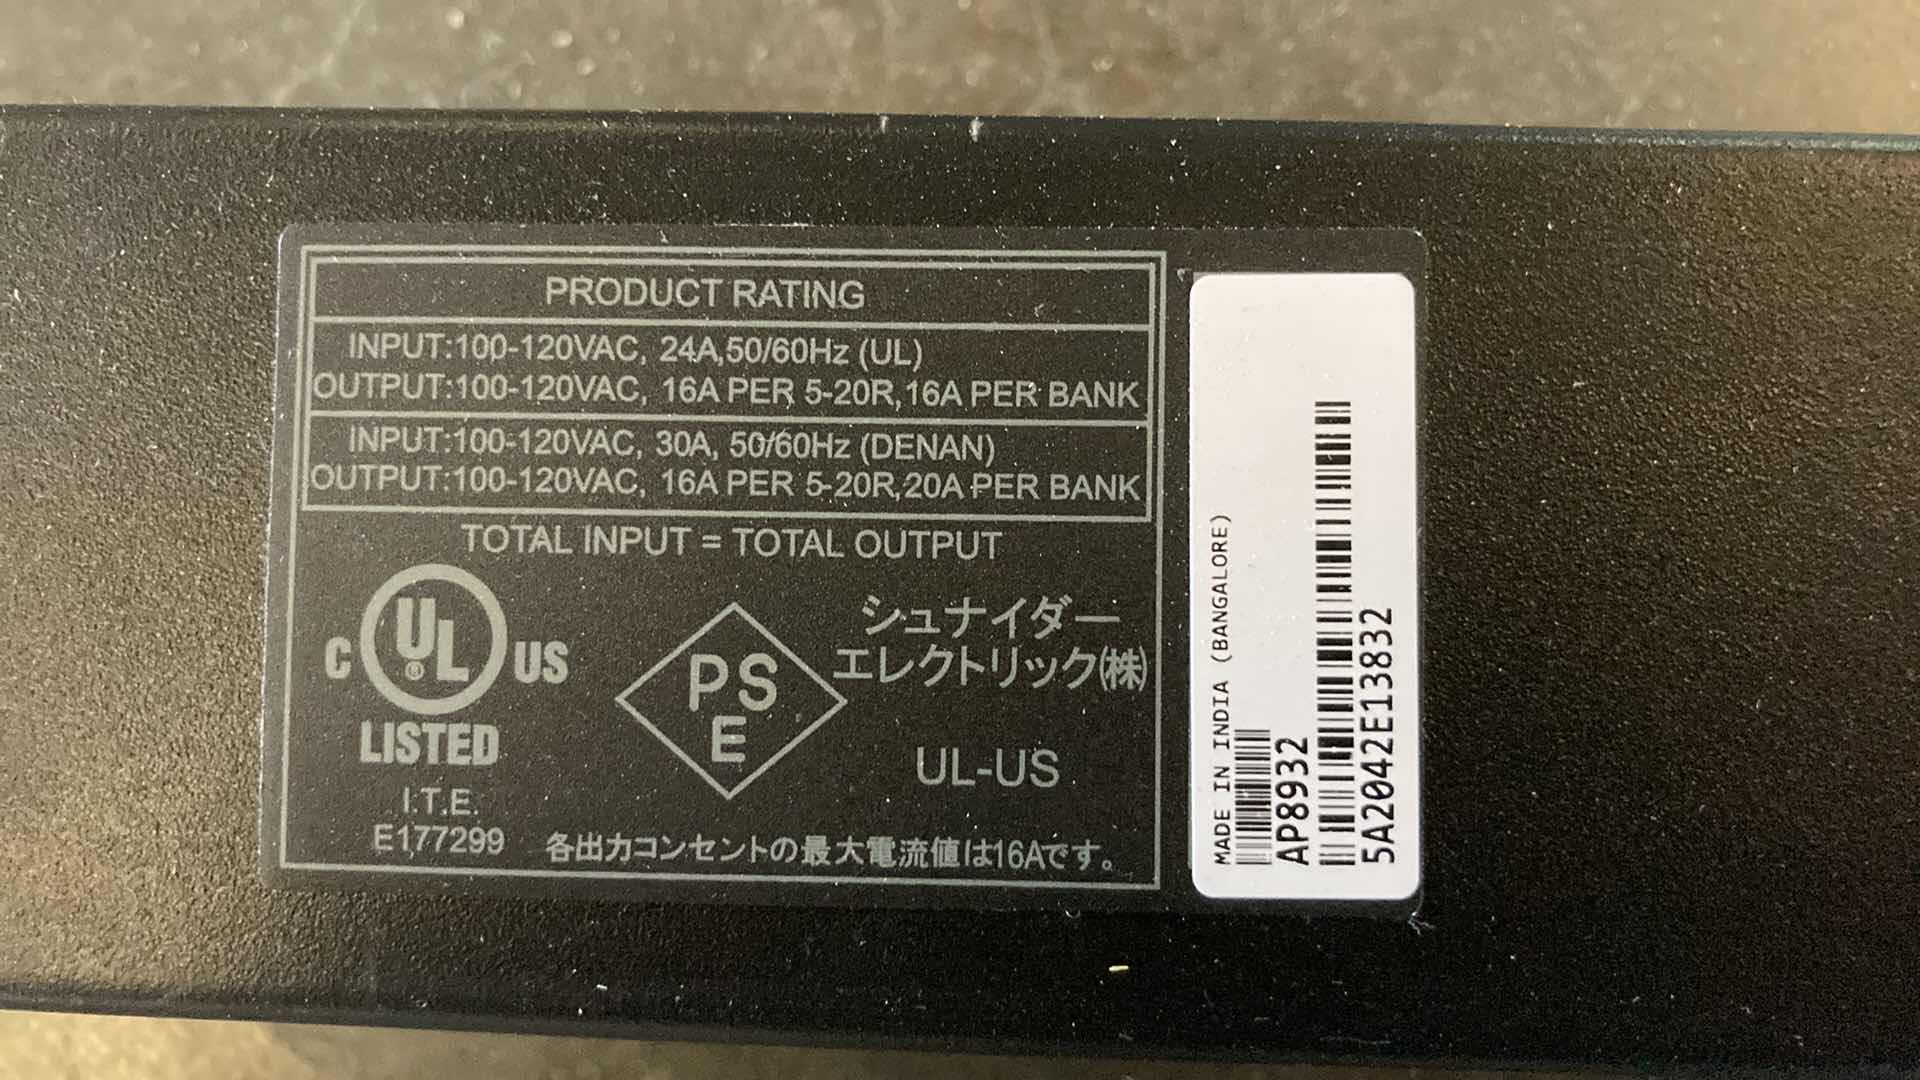 PRODUCT RATING
INPUT:100-120VAC, 24A,50/60Hz (UL)
OUTPUT:100-120VAC, 16A PER 5-20R,16A PER BANK
INPUT:100-120VAC, 30A, 50/60Hz (DENAN)
OUTPUT:100-120VAC, 16A PER 5-20R,20A PER BANK
TOTAL INPUT = TOTAL OUTPUT
C UL ® US
LISTED
I.T.E.
E177299
PS
E
シュナイダー
エレクトリック(株)
UL-US
各出力コンセントの最大電流値は16Aです。
MADE IN INDIA (BANGALORE)
AP8932
5A2042E13832